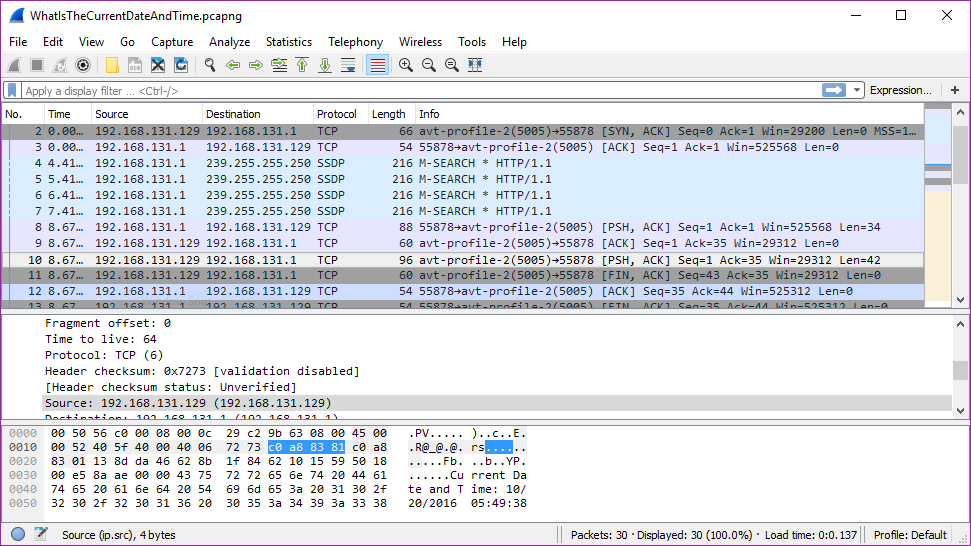 WhatIsTheCurrentDateAndTime.pcapng
File Edit View Go Capture Analyze Statistics Telephony Wireless Tools Help
Apply a display filter ... <Ctrl-/> Expression... +
No. Time Source Destination Protocol Length Info
2 0.00… 192.168.131.129 192.168.131.1 TCP 66 avt-profile-2(5005)→55878 [SYN, ACK] Seq=0 Ack=1 Win=29200 Len=0 MSS=1…
3 0.00… 192.168.131.1 192.168.131.129 TCP 54 55878→avt-profile-2(5005) [ACK] Seq=1 Ack=1 Win=525568 Len=0
4 4.41… 192.168.131.1 239.255.255.250 SSDP 216 M-SEARCH * HTTP/1.1
5 5.41… 192.168.131.1 239.255.255.250 SSDP 216 M-SEARCH * HTTP/1.1
6 6.41… 192.168.131.1 239.255.255.250 SSDP 216 M-SEARCH * HTTP/1.1
7 7.41… 192.168.131.1 239.255.255.250 SSDP 216 M-SEARCH * HTTP/1.1
8 8.67… 192.168.131.1 192.168.131.129 TCP 88 55878→avt-profile-2(5005) [PSH, ACK] Seq=1 Ack=1 Win=525568 Len=34
9 8.67… 192.168.131.129 192.168.131.1 TCP 60 avt-profile-2(5005)→55878 [ACK] Seq=1 Ack=35 Win=29312 Len=0
10 8.67… 192.168.131.129 192.168.131.1 TCP 96 avt-profile-2(5005)→55878 [PSH, ACK] Seq=1 Ack=35 Win=29312 Len=42
11 8.67… 192.168.131.129 192.168.131.1 TCP 60 avt-profile-2(5005)→55878 [FIN, ACK] Seq=43 Ack=35 Win=29312 Len=0
12 8.67… 192.168.131.1 192.168.131.129 TCP 54 55878→avt-profile-2(5005) [ACK] Seq=35 Ack=44 Win=525312 Len=0
13 8.67… 192.168.131.1 192.168.131.129 TCP 54 55878→avt-profile-2(5005) [FIN, ACK] Seq=35 Ack=44 Win=525312 Len=0
Fragment offset: 0
Time to live: 64
Protocol: TCP (6)
Header checksum: 0x7273 [validation disabled]
[Header checksum status: Unverified]
Source: 192.168.131.129 (192.168.131.129)
Destination: 192.168.131.1 (192.168.131.1)
0000 00 50 56 c0 00 08 00 0c 29 c2 9b 63 08 00 45 00 .PV..... )..c..E.
0010 00 52 40 5f 40 00 40 06 72 73 c0 a8 83 81 c0 a8 .R@_@.@. rs......
0020 83 01 13 8d da 46 62 8b 1f 84 62 10 15 59 50 18 .....Fb. ..b..YP.
0030 00 e5 8a ae 00 00 43 75 72 72 65 6e 74 20 44 61 ......Cu rrent Da
0040 74 65 20 61 6e 64 20 54 69 6d 65 3a 20 31 30 2f te and T ime: 10/
0050 32 30 2f 32 30 31 36 20 30 35 3a 34 39 3a 33 38 20/2016 05:49:38
Source (ip.src), 4 bytes Packets: 30 · Displayed: 30 (100.0%) · Load time: 0:0.137 Profile: Default